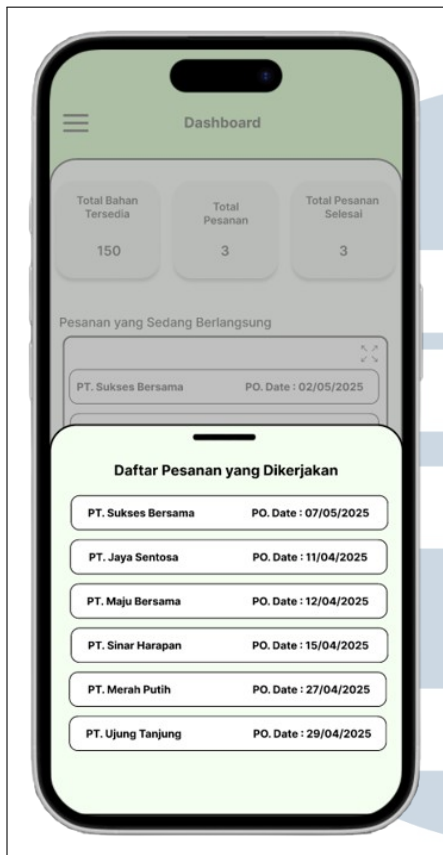 Dashboard
Total Bahan
Tersedia
150
Total
Pesanan
3
Total Pesanan
Selesai
3
Pesanan yang Sedang Berlangsung
PT. Sukses Bersama PO. Date : 02/05/2025
Daftar Pesanan yang Dikerjakan
PT. Sukses Bersama PO. Date : 07/05/2025
PT. Jaya Sentosa PO. Date : 11/04/2025
PT. Maju Bersama PO. Date : 12/04/2025
PT. Sinar Harapan PO. Date : 15/04/2025
PT. Merah Putih PO. Date : 27/04/2025
PT. Ujung Tanjung PO. Date : 29/04/2025